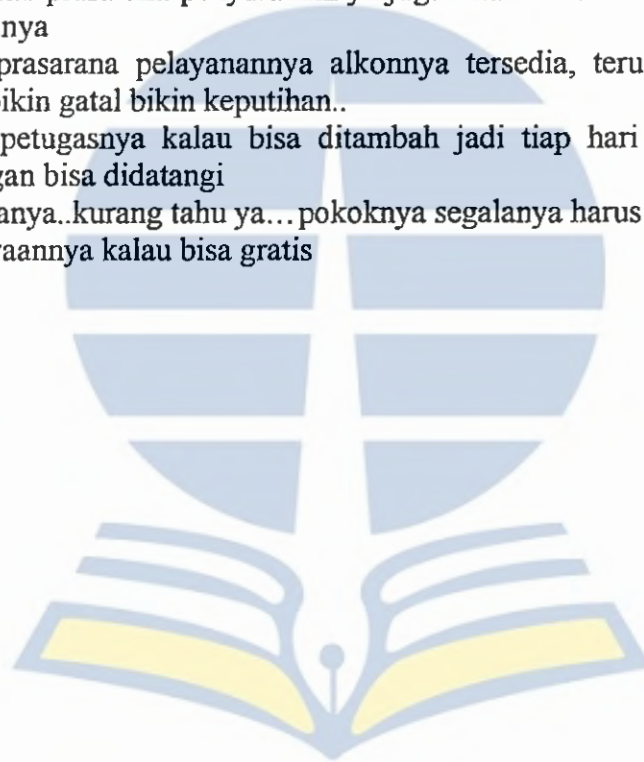 nya
prasarana pelayanannya alkonnya tersedia, teru
bikin gatal bikin keputihan..
petugasnya kalau bisa ditambah jadi tiap hari
gan bisa didatangi
anya..kurang tahu ya...pokoknya segalanya harus
aannya kalau bisa gratis